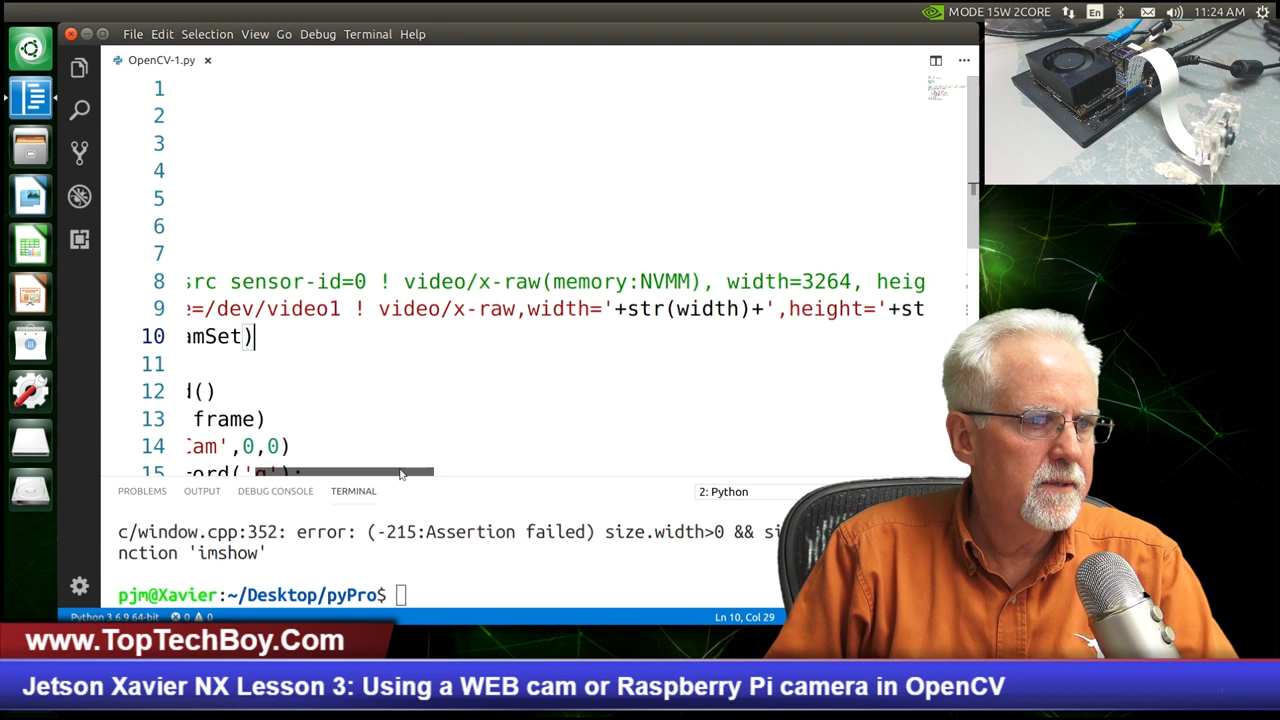 MODE 15W 2CORE En 11:24 AM
File Edit Selection View Go Debug Terminal Help
OpenCV-1.py
1
2
3
4
5
6
7
8 src sensor-id=0 ! video/x-raw(memory:NVMM), width=3264, heig
9 e=/dev/video1 ! video/x-raw,width='+str(width)+',height='+st
10 amSet)
11
12 d()
13 frame)
14 Cam',0,0)
15 ord('q'):
PROBLEMS OUTPUT DEBUG CONSOLE TERMINAL 2: Python
c/window.cpp:352: error: (-215:Assertion failed) size.width>0 && si
nction 'imshow'
pjm@Xavier:~/Desktop/pyPro$
Python 3.6.9 64-bit 0 0 Ln 10, Col 29
www.TopTechBoy.Com
Jetson Xavier NX Lesson 3: Using a WEB cam or Raspberry Pi camera in OpenCV